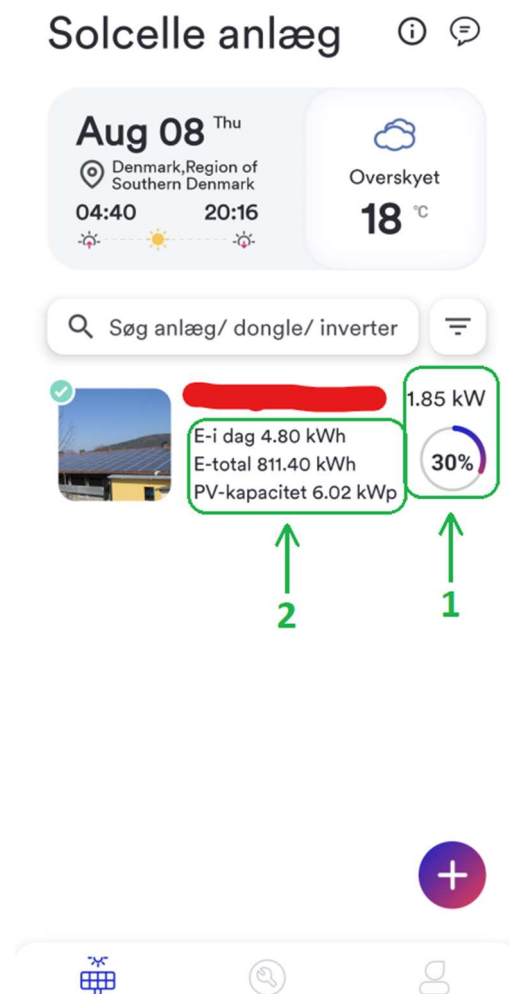 Solcelle anlæg
Aug 08 Thu
Denmark,Region of
Southern Denmark
04:40 20:16
Overskyet
18 °C
Søg anlæg/ dongle/ inverter
1.85 kW
E-i dag 4.80 kWh
E-total 811.40 kWh
30%
PV-kapacitet 6.02 kWp
2
1